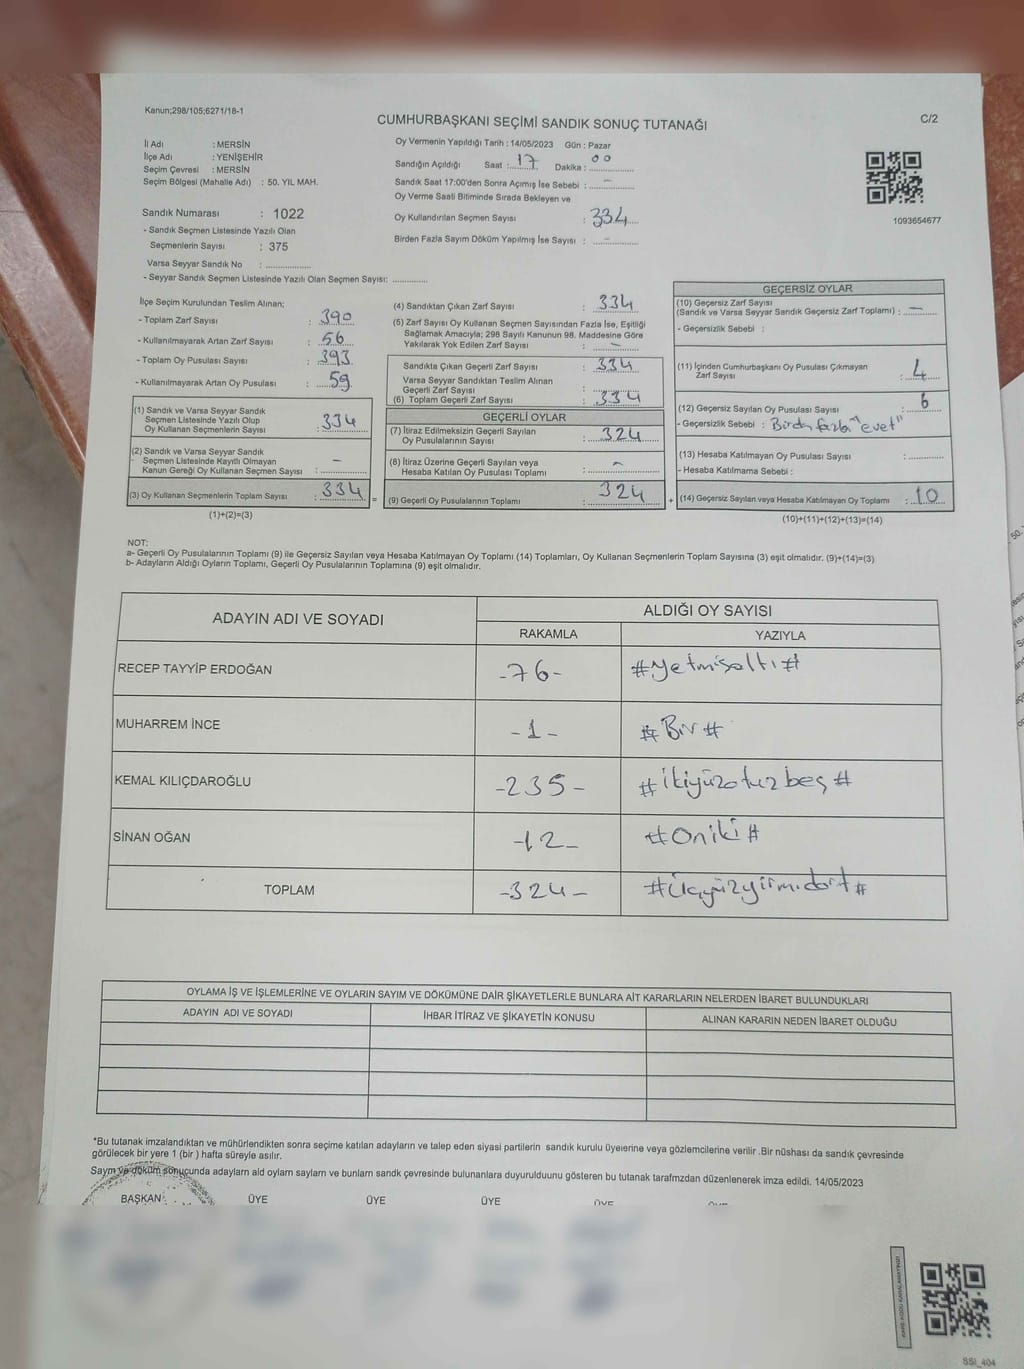 Kanun;298/105;6271/18-1
CUMHURBAŞKANI SEÇİMİ SANDIK SONUÇ TUTANAĞI
C/2
İl Adı : MERSİN
İlçe Adı : YENİŞEHİR
Seçim Çevresi : MERSİN
Seçim Bölgesi (Mahalle Adı) : 50. YIL MAH.
Sandık Numarası : 1022
- Sandık Seçmen Listesinde Yazılı Olan
Seçmenlerin Sayısı : 375
Varsa Seyyar Sandık No : ..............
- Seyyar Sandık Seçmen Listesinde Yazılı Olan Seçmen Sayısı: ..............
Oy Vermenin Yapıldığı Tarih : 14/05/2023 Gün : Pazar
Sandığın Açıldığı Saat : 17 Dakika : 00
Sandık Saat 17:00'den Sonra Açımış İse Sebebi : -
Oy Verme Saati Bitiminde Sırada Bekleyen ve
Oy Kullandırılan Seçmen Sayısı : 334
Birden Fazla Sayım Döküm Yapılmış İse Sayısı : -
1093654677
İlçe Seçim Kurulundan Teslim Alınan;
- Toplam Zarf Sayısı : 390
- Kullanılmayarak Artan Zarf Sayısı : 56
- Toplam Oy Pusulası Sayısı : 393
- Kullanılmayarak Artan Oy Pusulası : 59
(1) Sandık ve Varsa Seyyar Sandık
Seçmen Listesinde Yazılı Olup
Oy Kullanan Seçmenlerin Sayısı : 334
(2) Sandık ve Varsa Seyyar Sandık
Seçmen Listesinde Kayıtlı Olmayan
Kanun Gereği Oy Kullanan Seçmen Sayısı : -
(3) Oy Kullanan Seçmenlerin Toplam Sayısı : 334 =
(1)+(2)=(3)
(4) Sandıktan Çıkan Zarf Sayısı : 334
(5) Zarf Sayısı Oy Kullanan Seçmen Sayısından Fazla İse, Eşitliği
Sağlamak Amacıyla; 298 Sayılı Kanunun 98. Maddesine Göre
Yakılarak Yok Edilen Zarf Sayısı : -
Sandıkta Çıkan Geçerli Zarf Sayısı : 334
Varsa Seyyar Sandıktan Teslim Alınan
Geçerli Zarf Sayısı :
(6) Toplam Geçerli Zarf Sayısı : 334
GEÇERLİ OYLAR
(7) İtiraz Edilmeksizin Geçerli Sayılan
Oy Pusulalarının Sayısı : 324
(8) İtiraz Üzerine Geçerli Sayılan veya
Hesaba Katılan Oy Pusulası Toplamı : -
(9) Geçerli Oy Pusulalarının Toplamı : 324 +
GEÇERSİZ OYLAR
(10) Geçersiz Zarf Sayısı
(Sandık ve Varsa Seyyar Sandık Geçersiz Zarf Toplamı) : -
- Geçersizlik Sebebi :
(11) İçinden Cumhurbaşkanı Oy Pusulası Çıkmayan
Zarf Sayısı : 4
(12) Geçersiz Sayılan Oy Pusulası Sayısı : 6
- Geçersizlik Sebebi : Birden fazla "evet"
(13) Hesaba Katılmayan Oy Pusulası Sayısı :
- Hesaba Katılmama Sebebi :
(14) Geçersiz Sayılan veya Hesaba Katılmayan Oy Toplamı : 10
(10)+(11)+(12)+(13)=(14)
NOT:
a- Geçerli Oy Pusulalarının Toplamı (9) ile Geçersiz Sayılan veya Hesaba Katılmayan Oy Toplamı (14) Toplamları, Oy Kullanan Seçmenlerin Toplam Sayısına (3) eşit olmalıdır. (9)+(14)=(3)
b- Adayların Aldığı Oyların Toplamı, Geçerli Oy Pusulalarının Toplamına (9) eşit olmalıdır.
ADAYIN ADI VE SOYADI
ALDIĞI OY SAYISI
RAKAMLA YAZIYLA
RECEP TAYYİP ERDOĞAN -76- #Yetmişaltı#
MUHARREM İNCE -1- #Bir#
KEMAL KILIÇDAROĞLU -235- #ikiyüzotuzbeş#
SİNAN OĞAN -12- #Oniki#
TOPLAM -324- #Üçyüzyirmidört#
OYLAMA İŞ VE İŞLEMLERİNE VE OYLARIN SAYIM VE DÖKÜMÜNE DAİR ŞİKAYETLERLE BUNLARA AİT KARARLARIN NELERDEN İBARET BULUNDUKLARI
ADAYIN ADI VE SOYADI İHBAR İTİRAZ VE ŞİKAYETİN KONUSU ALINAN KARARIN NEDEN İBARET OLDUĞU
*Bu tutanak imzalandıktan ve mühürlendikten sonra seçime katılan adayların ve talep eden siyasi partilerin sandık kurulu üyelerine veya gözlemcilerine verilir .Bir nüshası da sandık çevresinde
görülecek bir yere 1 (bir ) hafta süreyle asılır.
Sayım ve döküm sonucunda adayların ald oyların sayların ve bunların sandk çevresinde bulunanlara duyurulduunu gösteren bu tutanak tarafmzdan düzenlenerek imza edildi. 14/05/2023
BAŞKAN ÜYE ÜYE ÜYE ÜYE
SSI_404